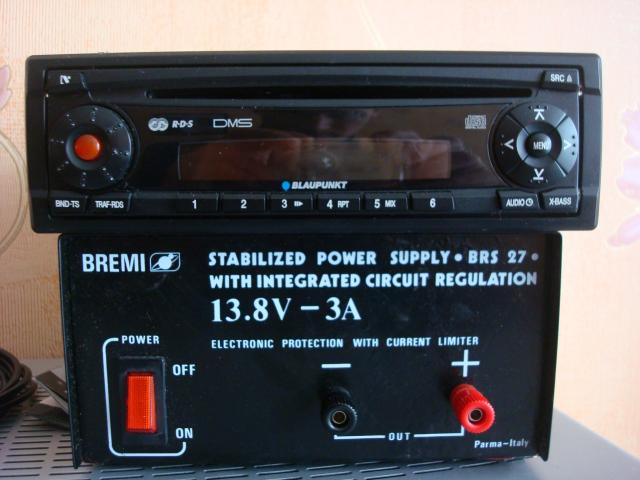 SRC
R·D·S DMS
MENU
BLAUPUNKT
BND-TS TRAF-RDS 1 2 3 4 RPT 5 MIX 6 AUDIO X-BASS
BREMI
STABILIZED POWER SUPPLY • BRS 27 •
WITH INTEGRATED CIRCUIT REGULATION
13.8V – 3A
ELECTRONIC PROTECTION WITH CURRENT LIMITER
POWER
OFF
ON
– +
OUT
Parma-Italy